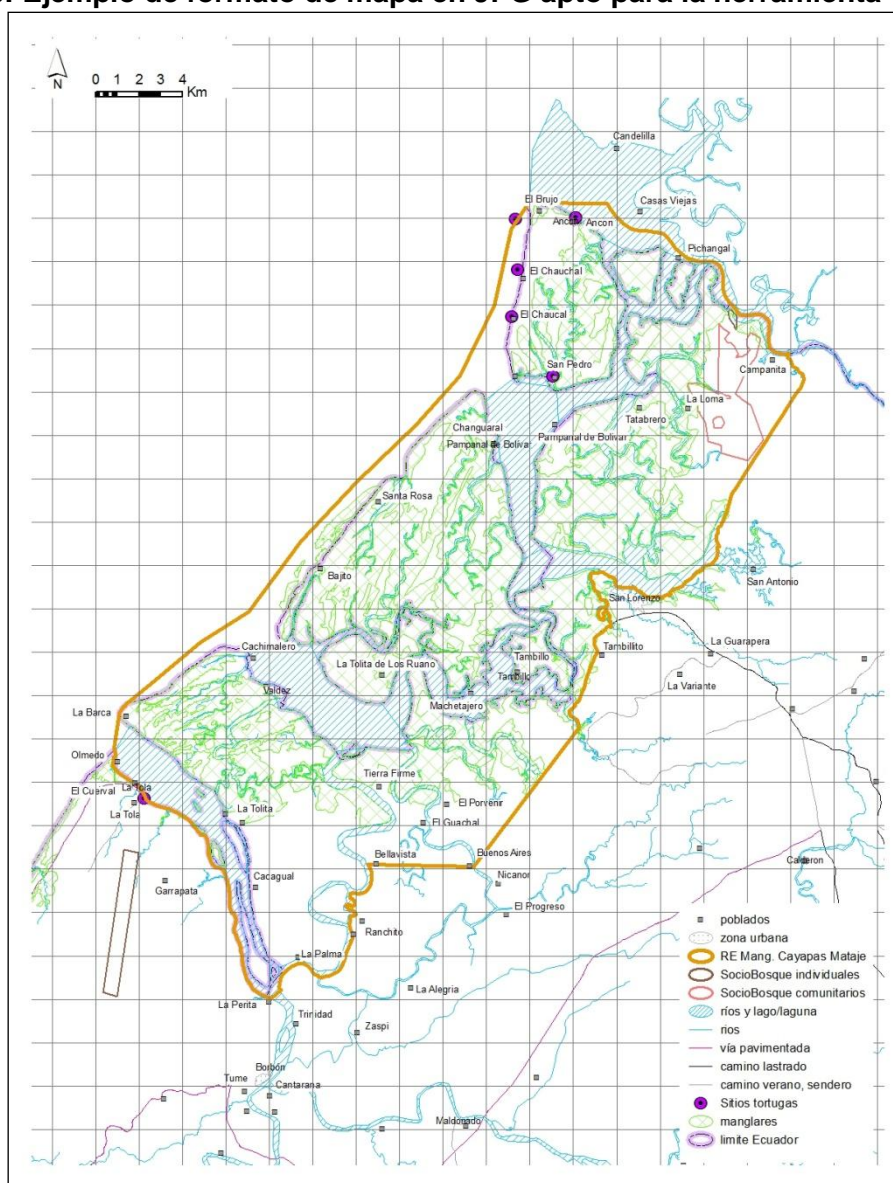 Ejemplo de formato de mapa en JPG apto para la herramienta
N
0 1 2 3 4
Km
Candelilla
El Brujo
Casas Viejas
Ancon
Ancon
Pichangal
El Chauchal
El Chaucal
San Pedro
Campanita
La Loma
Tatabrero
Changuaral
Pampanal de Bolivar
Pampanal de Bolivar
Santa Rosa
Bajito
San Antonio
San Lorenzo
Cachimalero
La Tolita de Los Ruano
Tambillo
Tambillo
Tambillito
La Guarapera
La Variante
Valdez
Machetajero
La Barca
Olmedo
Tierra Firme
El Cuerval
La Tola
La Tola
La Tolita
El Porvenir
El Guachal
Bellavista
Buenos Aires
Calderon
Garrapata
Cacagual
Nicanor
El Progreso
Ranchito
La Palma
La Alegria
La Peñita
Trinidad
Zaspi
Borbón
Tume
Cantarana
Maldonado
poblados
zona urbana
RE Mang. Cayapas Mataje
SocioBosque individuales
SocioBosque comunitarios
ríos y lago/laguna
rios
vía pavimentada
camino lastrado
camino verano, sendero
Sitios tortugas
manglares
limite Ecuador